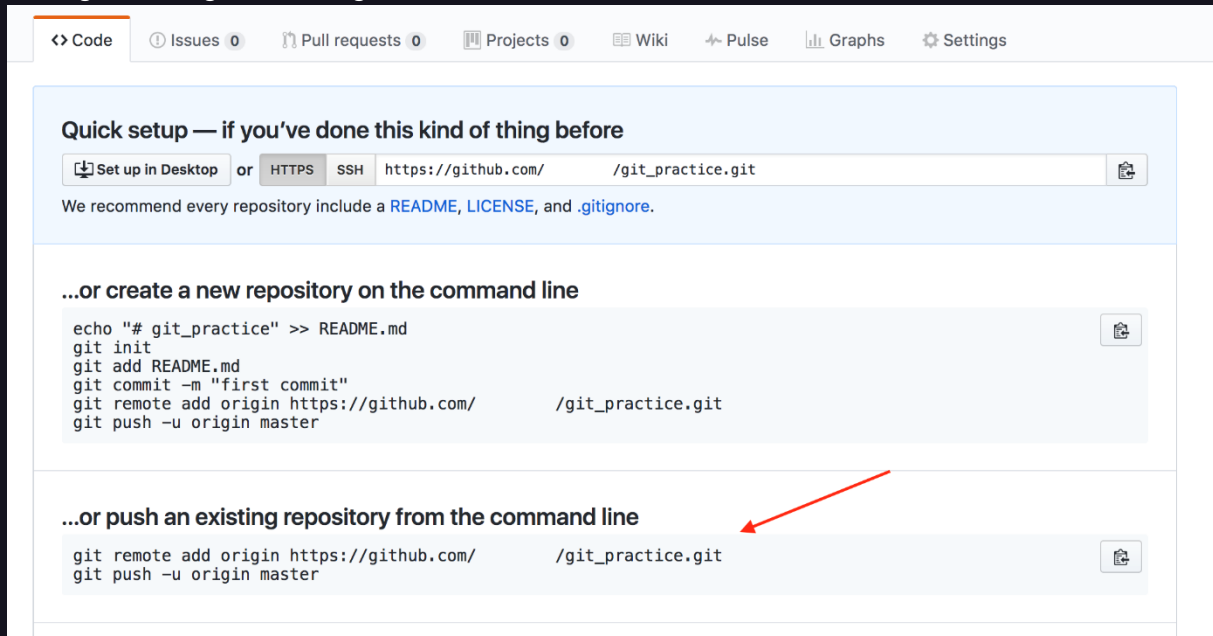 Code Issues 0 Pull requests 0 Projects 0 Wiki Pulse Graphs Settings
Quick setup — if you've done this kind of thing before
Set up in Desktop or HTTPS SSH https://github.com/ /git_practice.git
We recommend every repository include a README, LICENSE, and .gitignore.
...or create a new repository on the command line
echo "# git_practice" >> README.md
git init
git add README.md
git commit -m "first commit"
git remote add origin https://github.com/ /git_practice.git
git push -u origin master
...or push an existing repository from the command line
git remote add origin https://github.com/ /git_practice.git
git push -u origin master